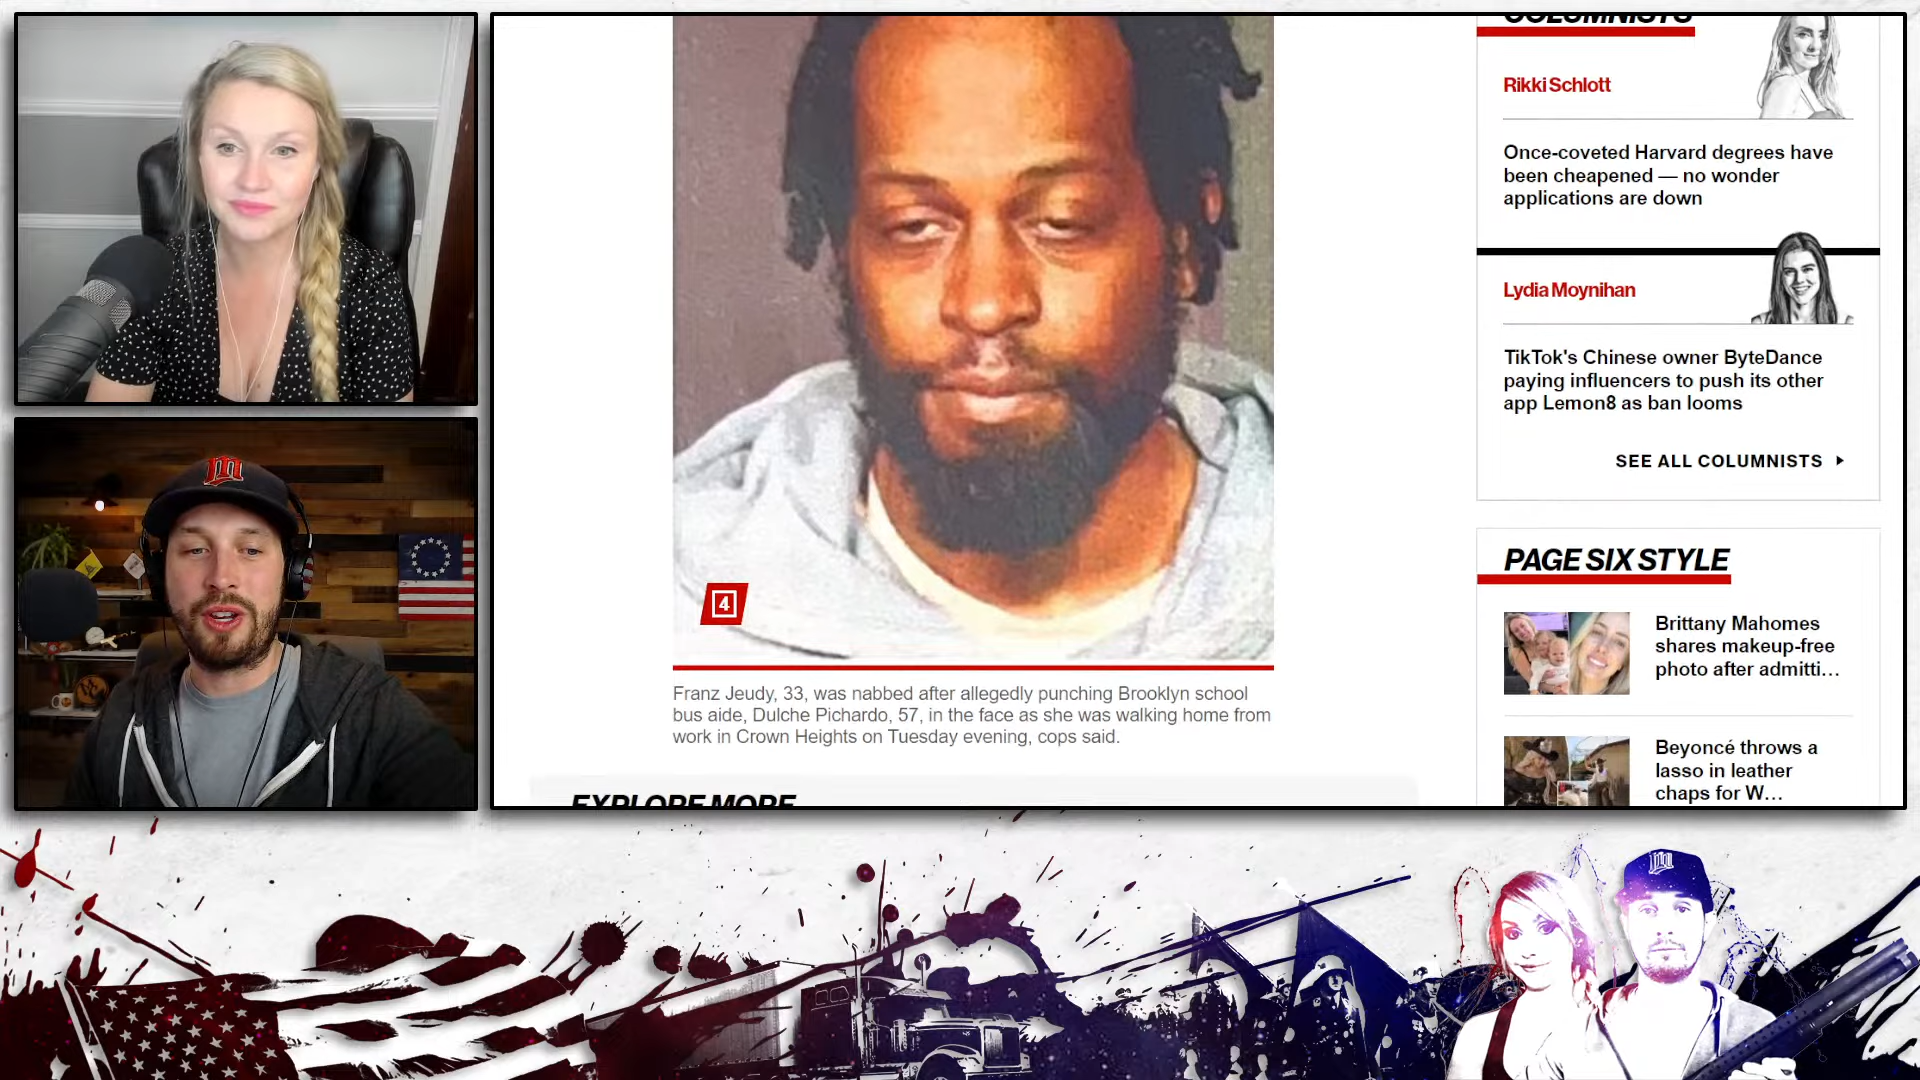 4
Franz Jeudy, 33, was nabbed after allegedly punching Brooklyn school
bus aide, Dulche Pichardo, 57, in the face as she was walking home from
work in Crown Heights on Tuesday evening, cops said.
EXPLORE MORE
COLUMNISTS
Rikki Schlott
Once-coveted Harvard degrees have
been cheapened — no wonder
applications are down
Lydia Moynihan
TikTok's Chinese owner ByteDance
paying influencers to push its other
app Lemon8 as ban looms
SEE ALL COLUMNISTS
PAGE SIX STYLE
Brittany Mahomes
shares makeup-free
photo after admitti...
Beyoncé throws a
lasso in leather
chaps for W...